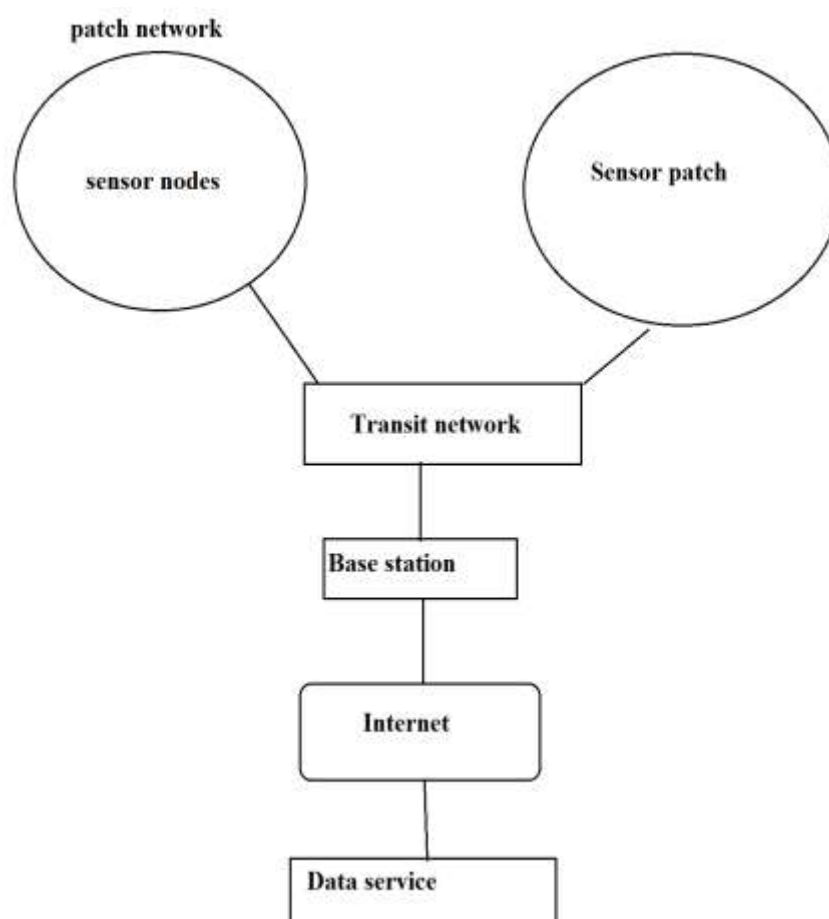 patch network
sensor nodes
Sensor patch
Transit network
Base station
Internet
Data service